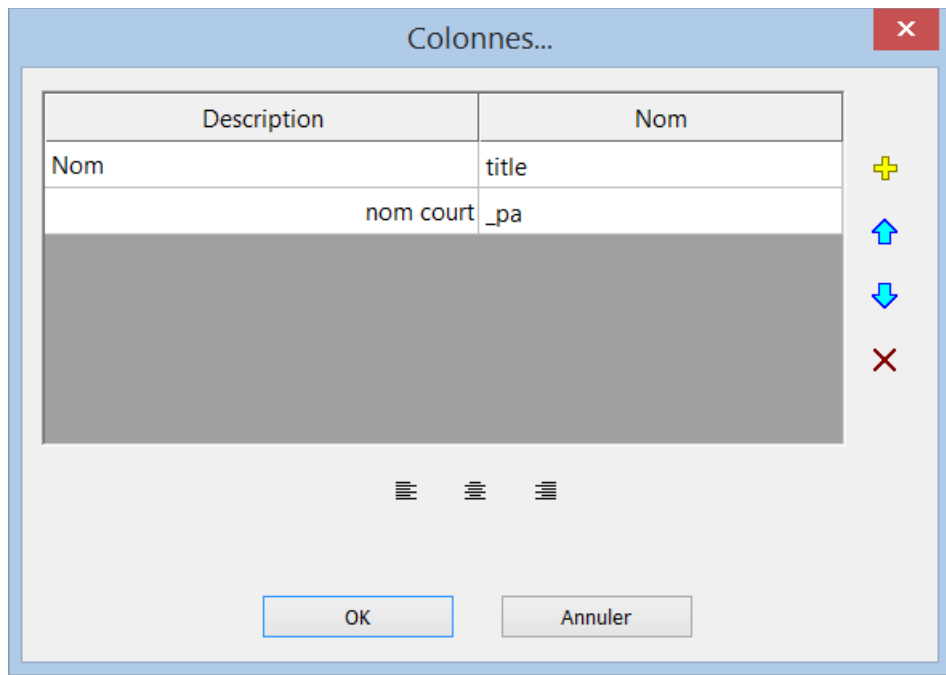 Colonnes...
Description Nom
Nom title
nom court _pa
OK Annuler